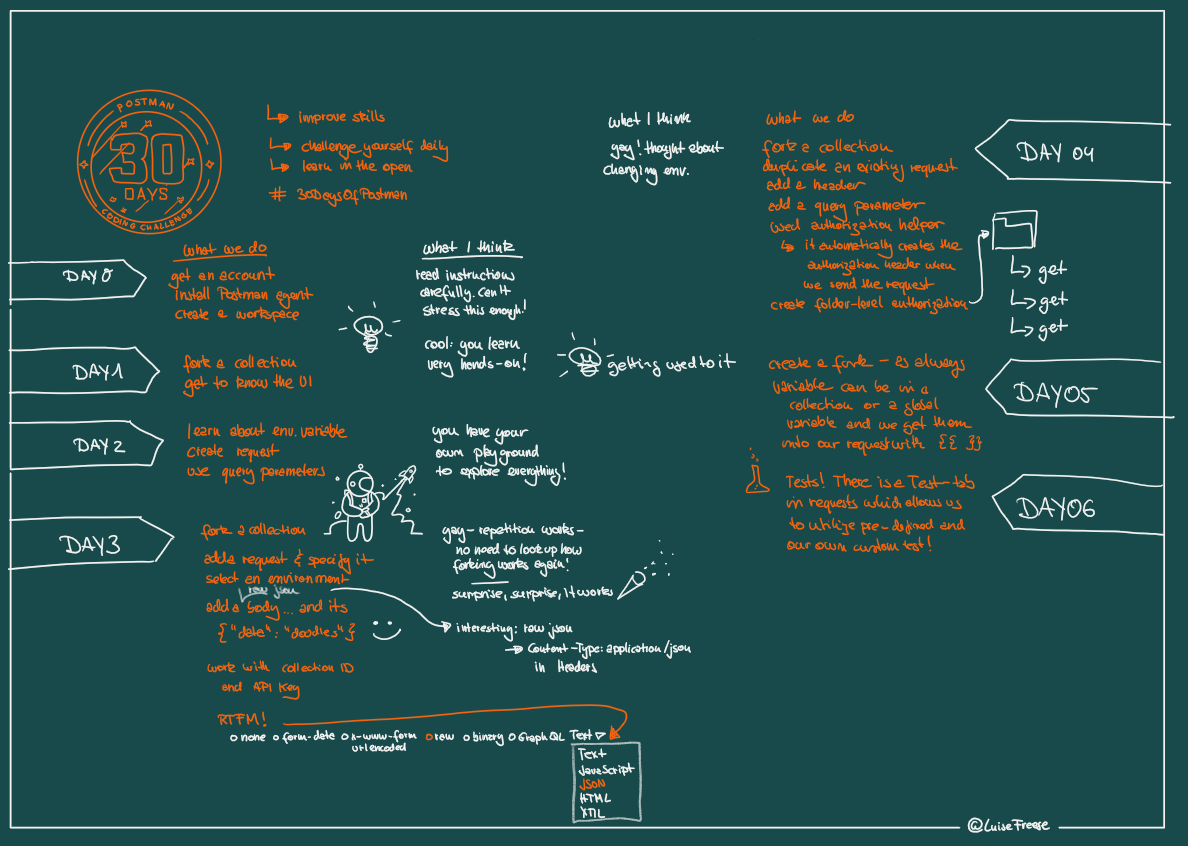 POSTMAN
30
DAYS
CODING CHALLENGE
improve skills
challenge yourself daily
learn in the open
# 30DaysOfPostman
DAY 0
what we do
get an account
install Postman agent
create a workspace
what I think
read instructions
carefully. Can't
stress this enough!
cool: you learn
very hands-on!
DAY 1
fork a collection
get to know the UI
DAY 2
learn about env. variable
create request
use query parameters
you have your
own playground
to explore everything!
DAY 3
fork a collection
add a request & specify it
select an environment
raw json
add a body... and its
{"data": "doodles"}
work with collection ID
and API Key
RTFM!
yay - repetition works -
no need to look up how
forking works again!
surprise, surprise, it works
interesting: raw json
Content-Type: application/json
in Headers
none form-data x-www-form urlencoded raw binary GraphQL Text
Text
JavaScript
JSON
HTML
XML
what I think
yay! thought about
changing env.
what we do
fork a collection
duplicate an existing request
add a header
add a query parameter
used authorization helper
it automatically creates the
authorization header when
we send the request
create folder-level authorization
DAY 04
get
get
get
getting used to it
create a fork - as always
variable can be in a
collection or a global
variable and we get them
into our request with {{ }}
DAY05
Tests! There is a Test-tab
in requests which allows us
to utilize pre-defined and
our own custom test!
DAY06
@LuiseFreese